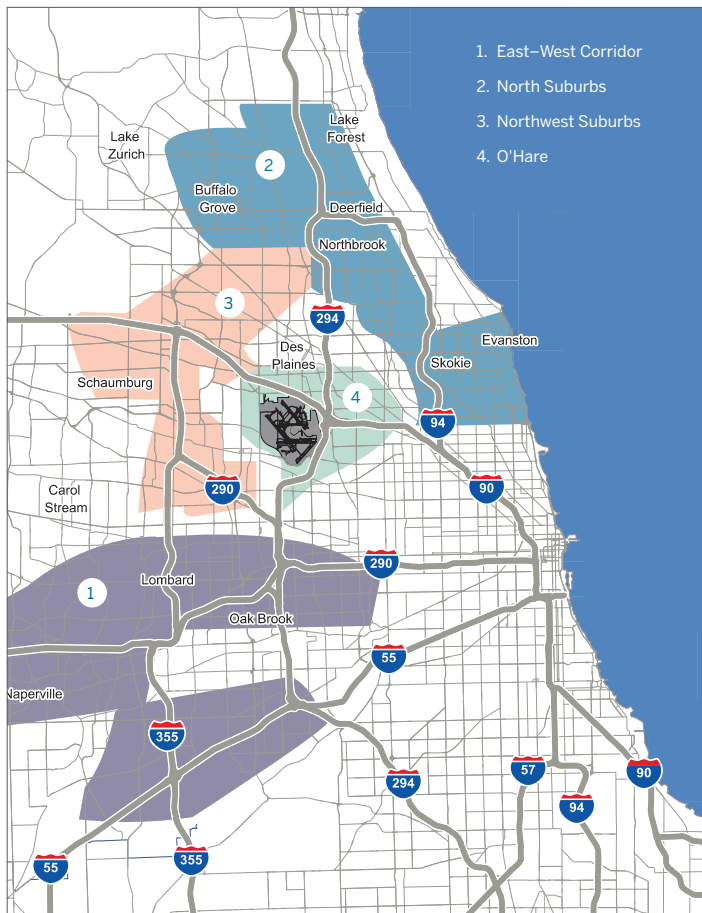 1. East–West Corridor
2. North Suburbs
3. Northwest Suburbs
4. O'Hare
Lake
Forest
Lake
Zurich
2
Buffalo
Grove
Deerfield
Northbrook
3
294
Evanston
Des
Plaines
Skokie
Schaumburg
4
94
290
90
Carol
Stream
290
Lombard
1
Oak Brook
55
Naperville
355
57
90
294
94
355
55